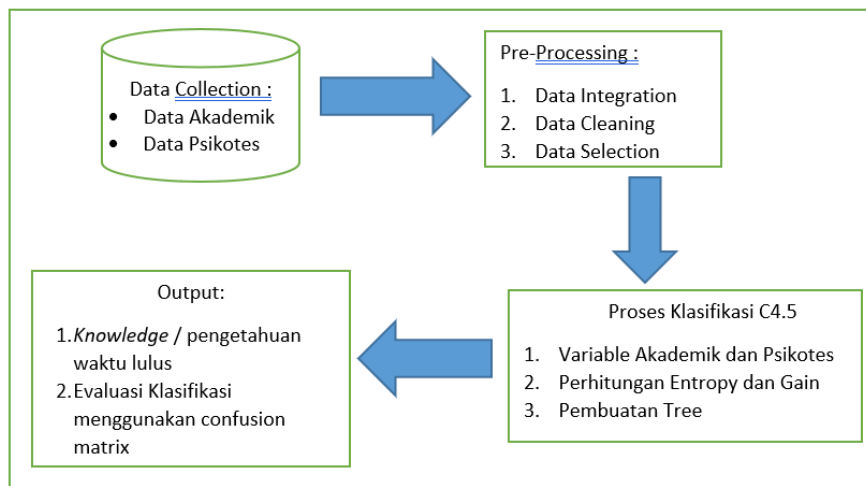 Data Collection :
• Data Akademik
• Data Psikotes
Pre-Processing :
1. Data Integration
2. Data Cleaning
3. Data Selection
Proses Klasifikasi C4.5
1. Variable Akademik dan Psikotes
2. Perhitungan Entropy dan Gain
3. Pembuatan Tree
Output:
1.Knowledge / pengetahuan
waktu lulus
2.Evaluasi Klasifikasi
menggunakan confusion
matrix